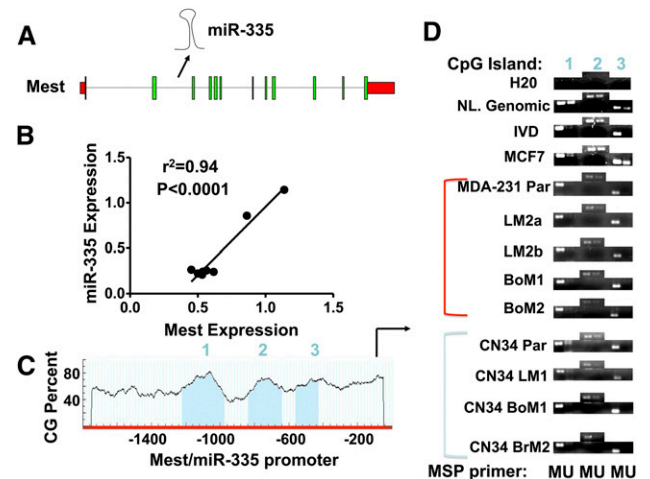 A
miR-335
Mest
B
r²=0.94
P<0.0001
miR-335 Expression
1.5
1.0
0.5
0.0
0.0 0.5 1.0 1.5
Mest Expression
C
1 2 3
CG Percent
80
40
-1400 -1000 -600 -200
Mest/miR-335 promoter
D
CpG Island: 1 2 3
H20
NL. Genomic
IVD
MCF7
MDA-231 Par
LM2a
LM2b
BoM1
BoM2
CN34 Par
CN34 LM1
CN34 BoM1
CN34 BrM2
MSP primer: MU MU MU